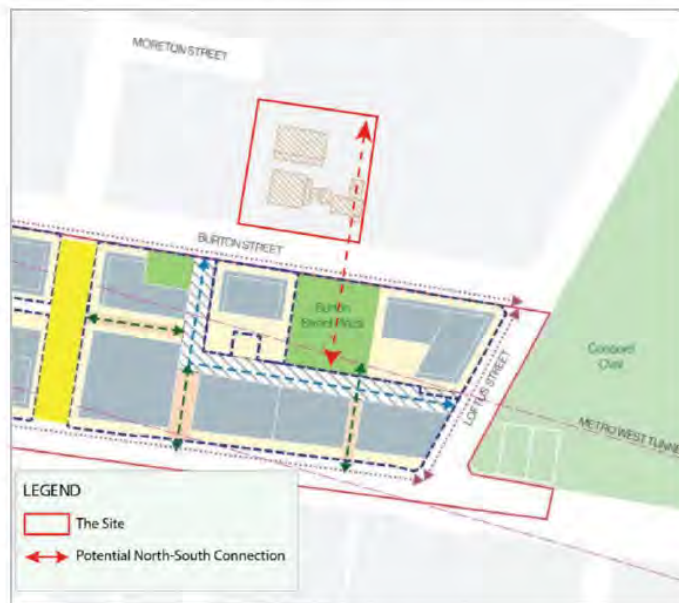 MORETON STREET
BURTON STREET
Burton
Street Plaza
Concord
Oval
LOFTUS STREET
METRO WEST TUNNE
LEGEND
The Site
Potential North-South Connection